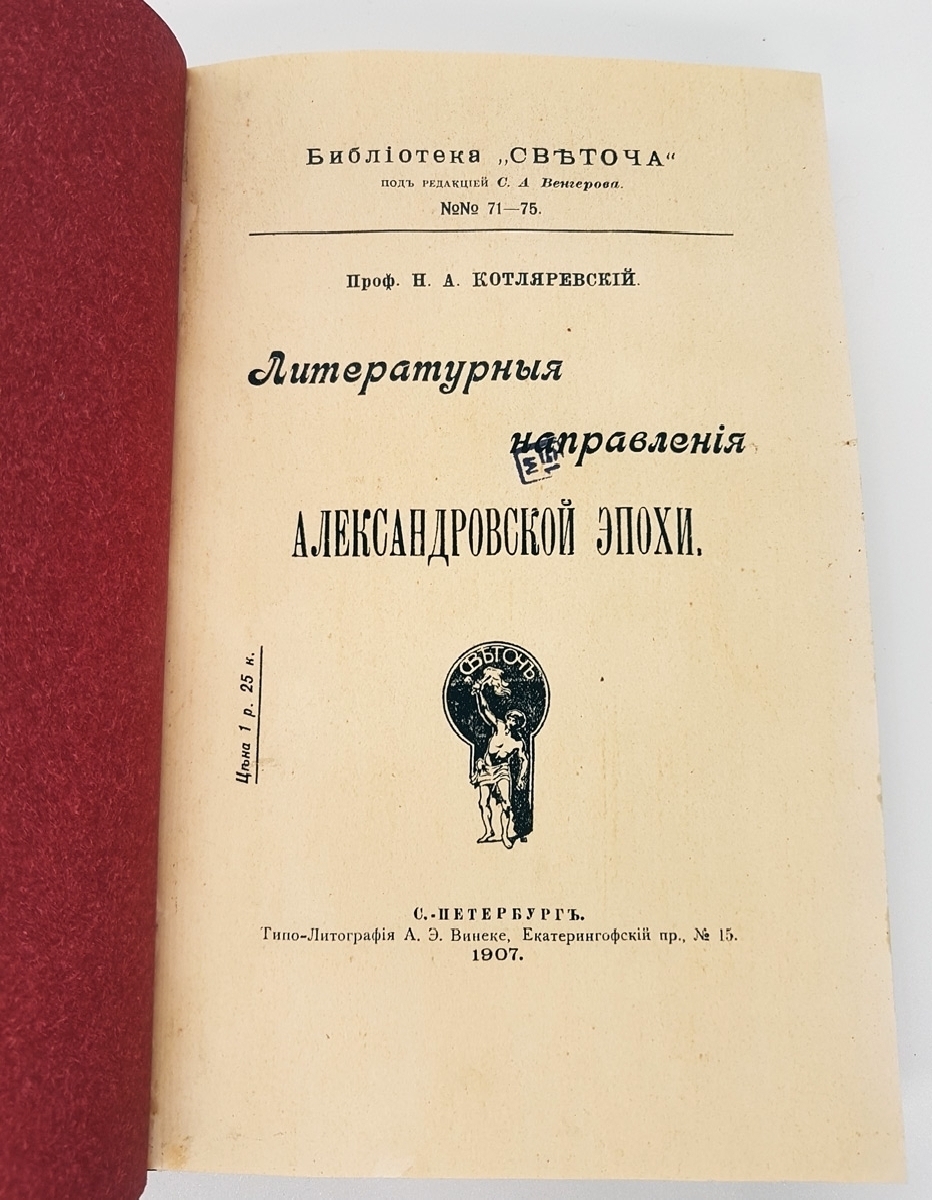 Библіотека „СВѢТОЧА“
ПОДЪ РЕДАКЦІЕЙ С. А Венгерова.
№№ 71—75.
Проф. Н. А. КОТЛЯРЕВСКІЙ.
Литературныя
направленія
АЛЕКСАНДРОВСКОЙ ЭПОХИ.
Цѣна 1 р. 25 к.
СВѢТОЧЪ
С.-ПЕТЕРБУРГЪ.
Типо-Литографія А. Э. Винеке, Екатерингофскій пр., № 15.
1907.